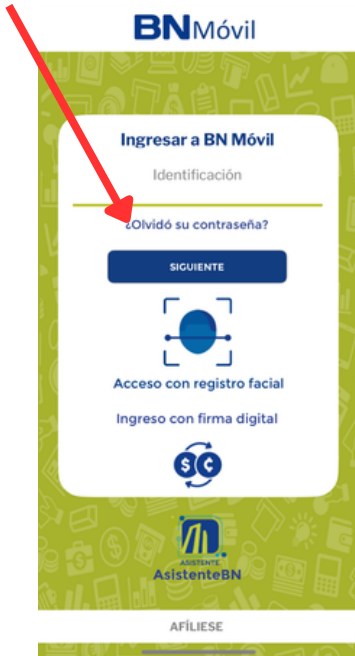 BNMóvil
Ingresar a BN Móvil
Identificación
¿Olvidó su contraseña?
SIGUIENTE
Acceso con registro facial
Ingreso con firma digital
$ ₡
ASISTENTE
AsistenteBN
AFÍLIESE